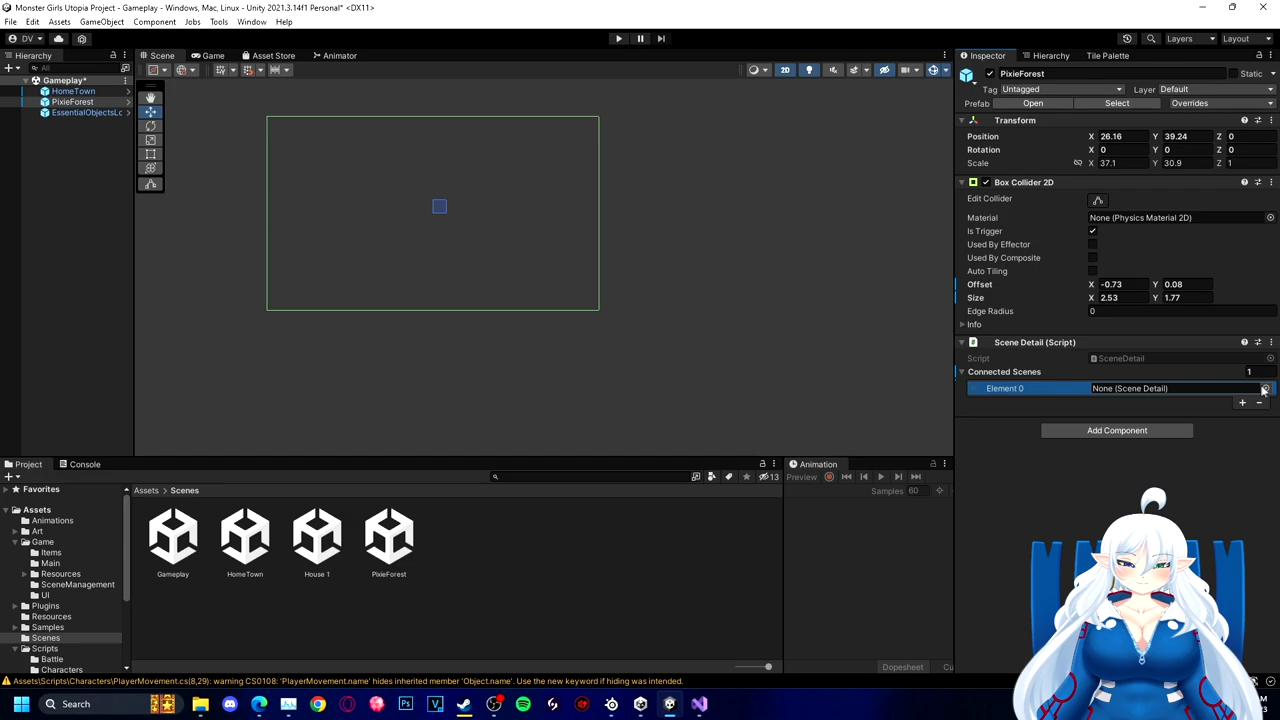 Monster Girls Utopia Project - Gameplay - Windows, Mac, Linux - Unity 2021.3.14f1 Personal* <DX11>
File Edit Assets GameObject Component Jobs Tools Window Help
DV Layers Layout
Hierarchy
All
Gameplay*
HomeTown
PixieForest
EssentialObjectsLo
Scene Game Asset Store Animator
2D
Inspector Hierarchy Tile Palette
PixieForest Static
Tag Untagged Layer Default
Prefab Open Select Overrides
Transform
Position X 26.16 Y 39.24 Z 0
Rotation X 0 Y 0 Z 0
Scale X 37.1 Y 30.9 Z 1
Box Collider 2D
Edit Collider
Material None (Physics Material 2D)
Is Trigger
Used By Effector
Used By Composite
Auto Tiling
Offset X -0.73 Y 0.08
Size X 2.53 Y 1.77
Edge Radius 0
Info
Scene Detail (Script)
Script SceneDetail
Connected Scenes 1
Element 0 None (Scene Detail)
Add Component
Project Console
13
Favorites
Assets
Animations
Art
Game
Items
Main
Resources
SceneManagement
Ui
Plugins
Resources
Samples
Scenes
Scripts
Battle
Characters
Assets > Scenes
Gameplay HomeTown House 1 PixieForest
Animation
Preview
Samples 60
Dopesheet Cu
Assets\Scripts\Characters\PlayerMovement.cs(8,29): warning CS0108: 'PlayerMovement.name' hides inherited member 'Object.name'. Use the new keyword if hiding was intended.
Search